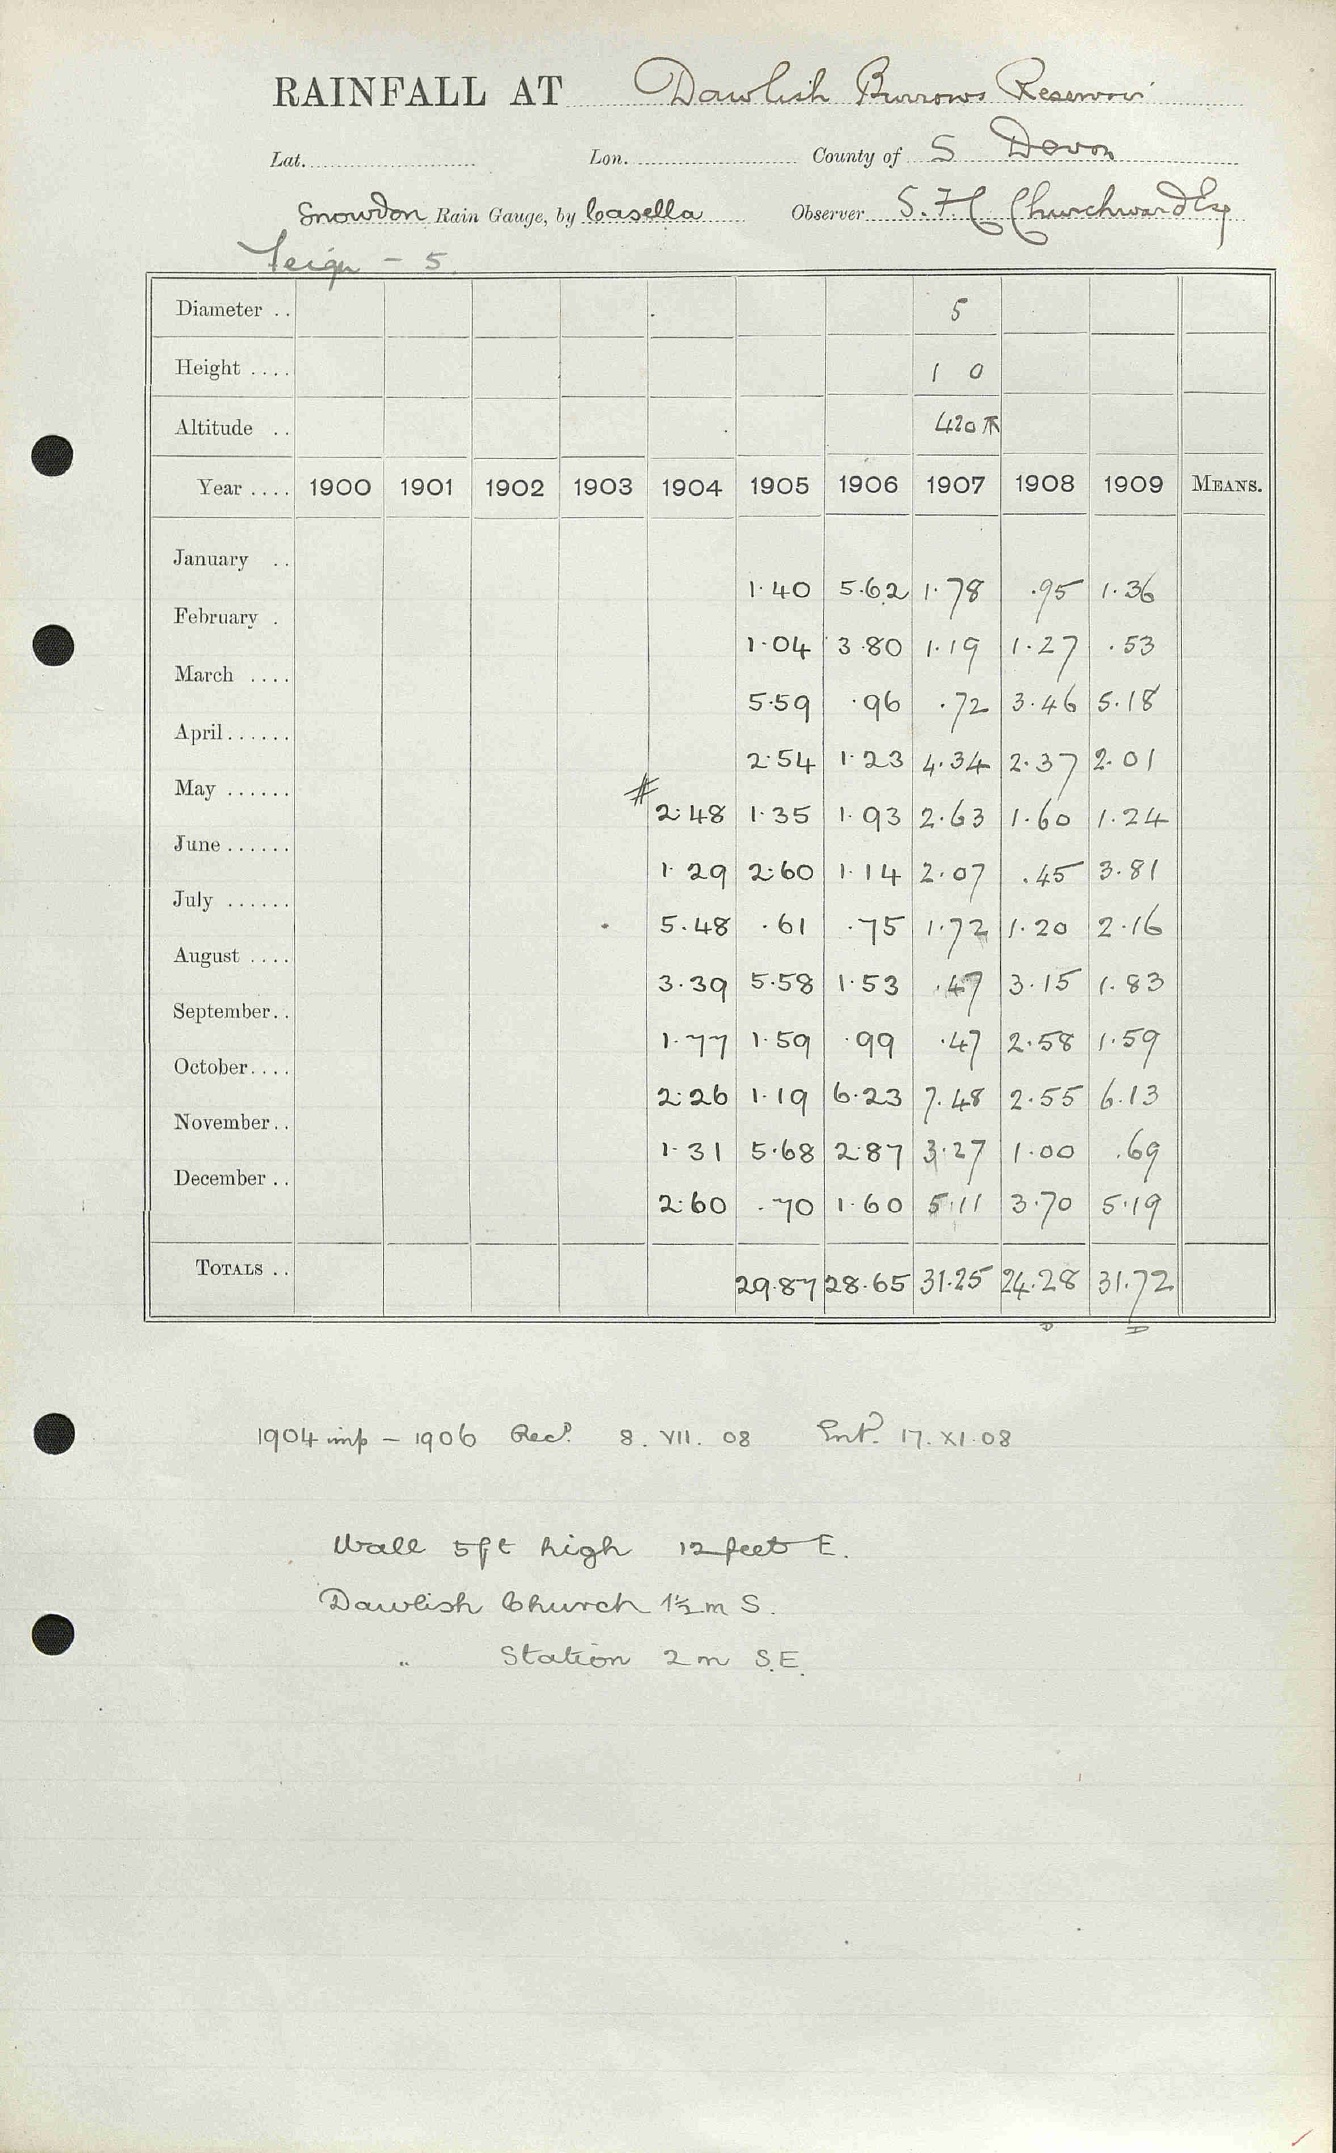 RAINFALL AT Dawlish Burrows Reservoir
Lat. Lon. County of S Devon
Snowdon Rain Gauge, by Casella Observer S. H. Churchward Esq
Teign - 5.
Diameter .. 5
Height .... 1 0
Altitude .. 420
Year .... 1900 1901 1902 1903 1904 1905 1906 1907 1908 1909 MEANS.
January .. 1.40 5.62 1.78 .95 1.36
February . 1.04 3.80 1.19 1.27 .53
March .... 5.59 .96 .72 3.46 5.18
April...... 2.54 1.23 4.34 2.37 2.01
May ...... # 2.48 1.35 1.93 2.63 1.60 1.24
June ...... 1.29 2.60 1.14 2.07 .45 3.81
July ...... 5.48 .61 .75 1.72 1.20 2.16
August .... 3.39 5.58 1.53 .47 3.15 1.83
September.. 1.77 1.59 .99 .47 2.58 1.59
October.... 2.26 1.19 6.23 7.48 2.55 6.13
November.. 1.31 5.68 2.87 3.27 1.00 .69
December .. 2.60 .70 1.60 5.11 3.70 5.19
TOTALS .. 29.87 28.65 31.25 24.28 31.72
D D
1904 imp - 1906 Recd. 8. VII. 08 Entd. 17. XI. 08
Wall 5ft high 12 feet E.
Dawlish Church 1½ m S.
" Station 2 m S.E.